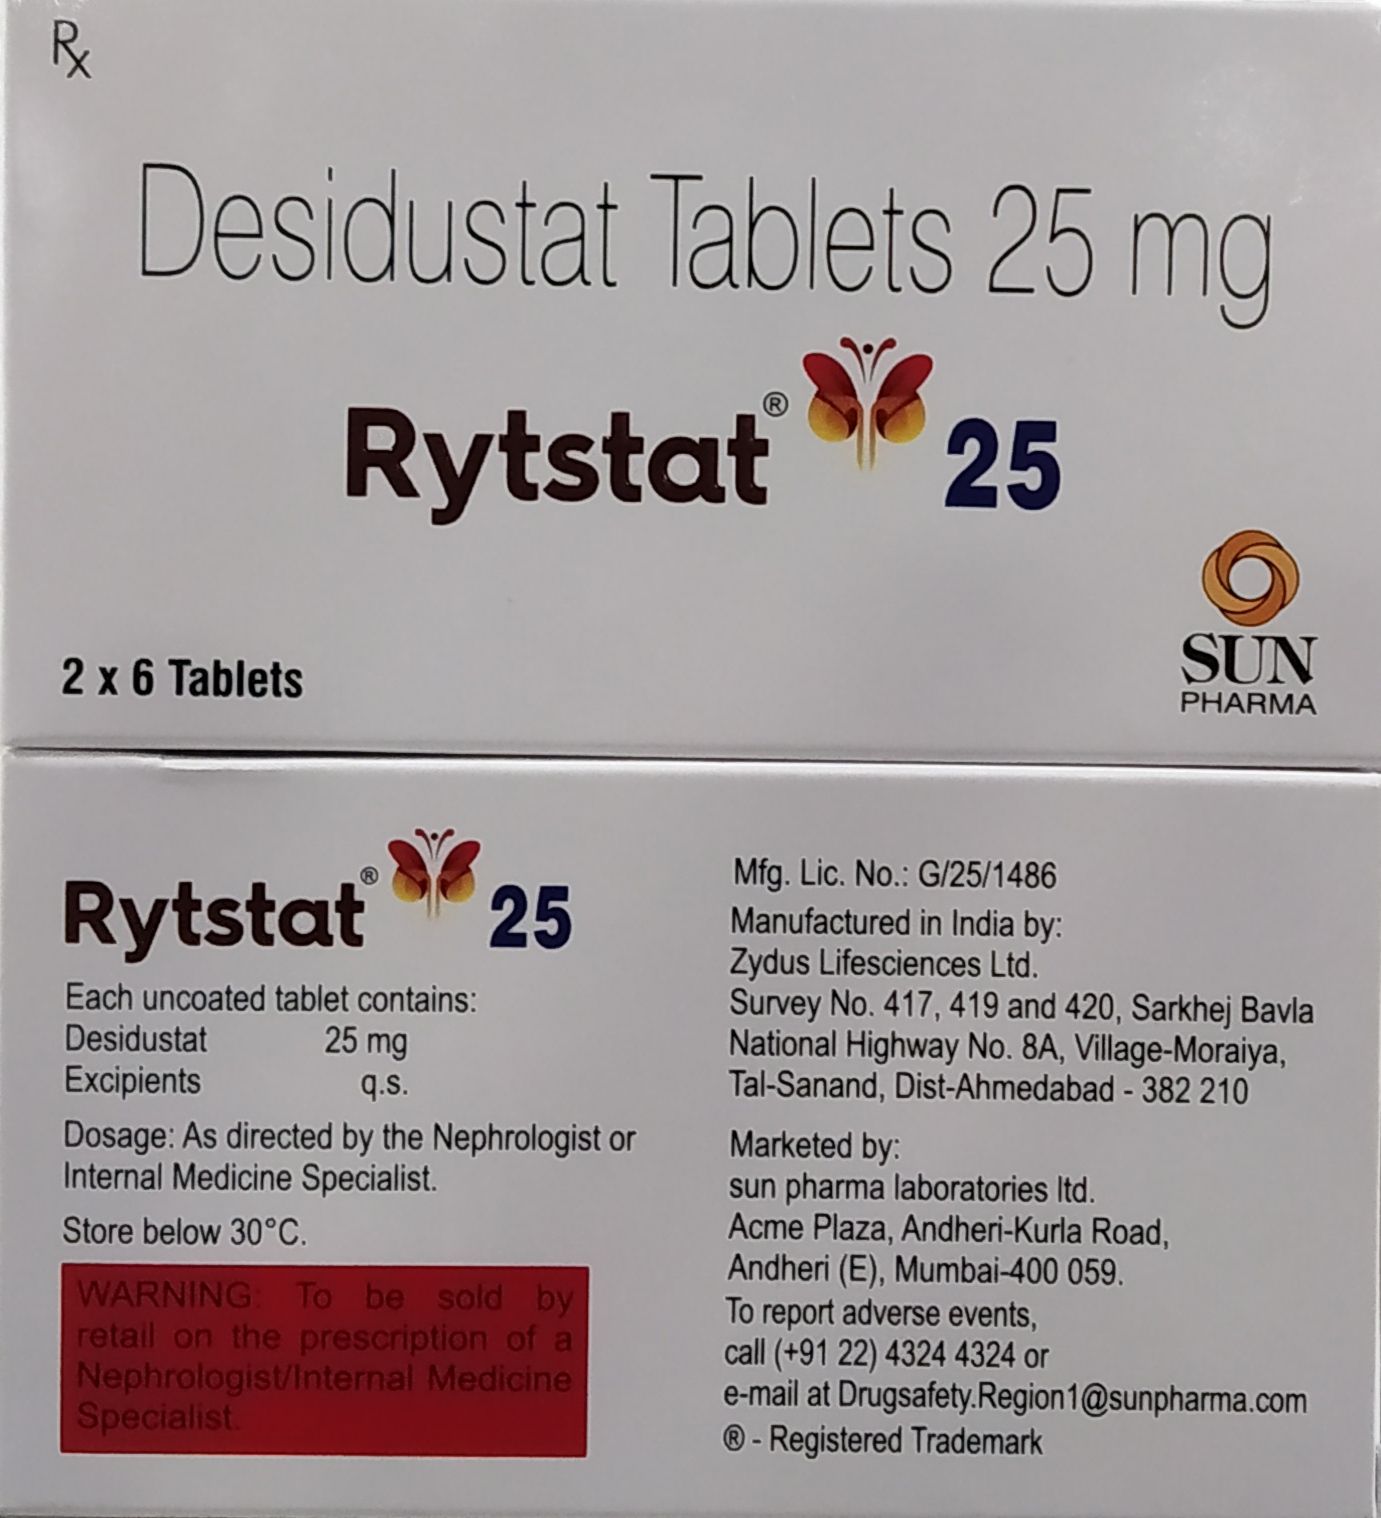 Rx
Desidustat Tablets 25 mg
Rytstat® 25
2 x 6 Tablets
SUN
PHARMA
Rytstat® 25
Each uncoated tablet contains:
Desidustat 25 mg
Excipients q.s.
Dosage: As directed by the Nephrologist or
Internal Medicine Specialist.
Store below 30°C.
WARNING: To be sold by
retail on the prescription of a
Nephrologist/Internal Medicine
Specialist.
Mfg. Lic. No.: G/25/1486
Manufactured in India by:
Zydus Lifesciences Ltd.
Survey No. 417, 419 and 420, Sarkhej Bavla
National Highway No. 8A, Village-Moraiya,
Tal-Sanand, Dist-Ahmedabad - 382 210
Marketed by:
sun pharma laboratories ltd.
Acme Plaza, Andheri-Kurla Road,
Andheri (E), Mumbai-400 059.
To report adverse events,
call (+91 22) 4324 4324 or
e-mail at Drugsafety.Region1@sunpharma.com
® - Registered Trademark